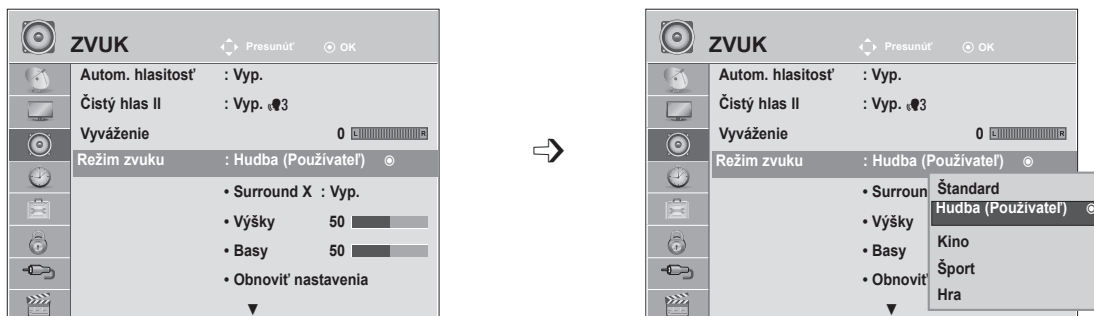 ZVUK
Presunúť OK
Autom. hlasitosť : Vyp.
Čistý hlas II : Vyp. 3
Vyváženie 0 L R
Režim zvuku : Hudba (Používateľ)
• Surround X : Vyp.
• Výšky 50
• Basy 50
• Obnoviť nastavenia
ZVUK
Presunúť OK
Autom. hlasitosť : Vyp.
Čistý hlas II : Vyp. 3
Vyváženie 0 L R
Režim zvuku : Hudba (Používateľ)
• Surroun
• Výšky
• Basy
• Obnoviť
Štandard
Hudba (Používateľ)
Kino
Šport
Hra